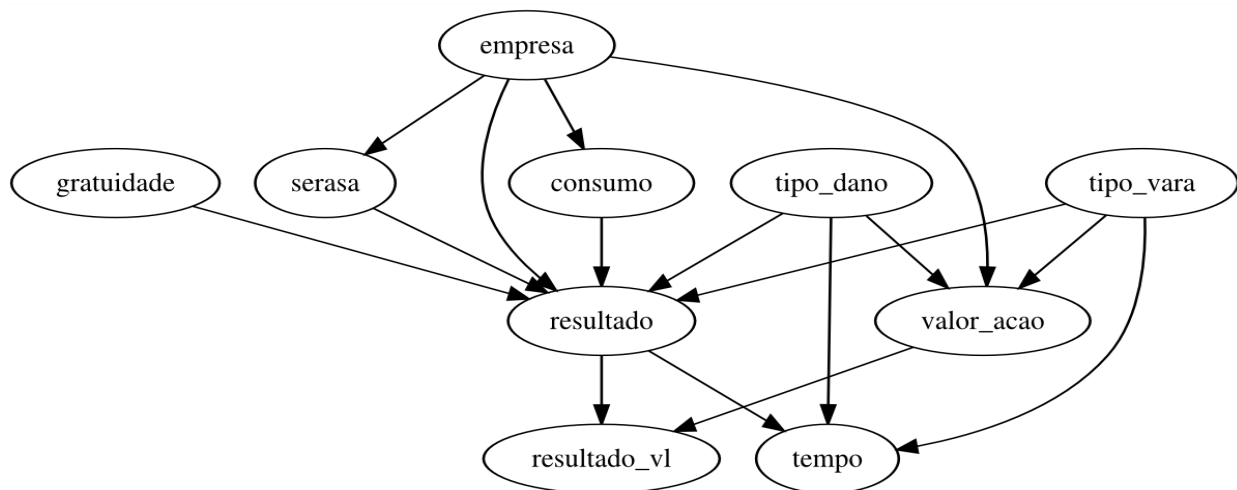 empresa
gratuidade
serasa
consumo
tipo_dano
tipo_vara
resultado
valor_acao
resultado_vl
tempo